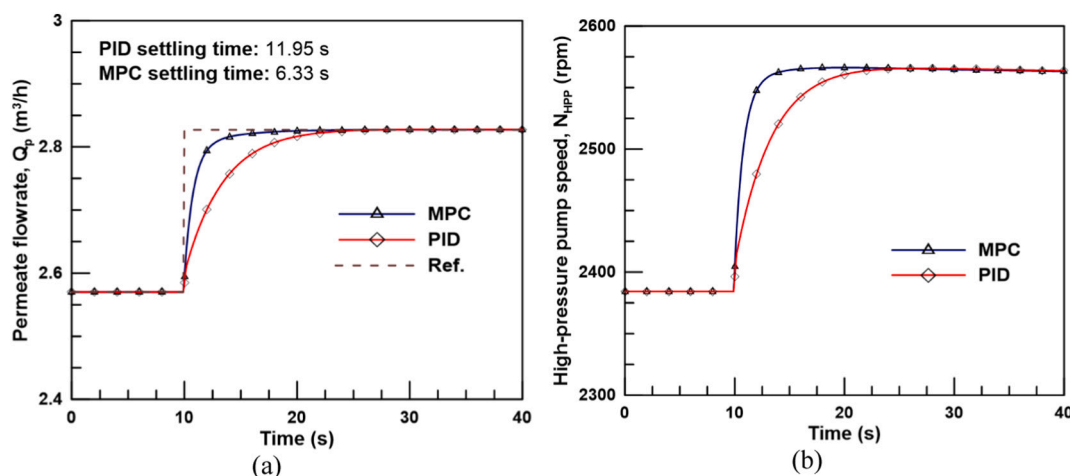 3
2.8
2.6
2.4
Permeate flowrate, Qp (m³/h)
PID settling time: 11.95 s
MPC settling time: 6.33 s
MPC
PID
Ref.
0 10 20 30 40
Time (s)
(a)
2600
2500
2400
2300
High-pressure pump speed, NHPP (rpm)
MPC
PID
0 10 20 30 40
Time (s)
(b)